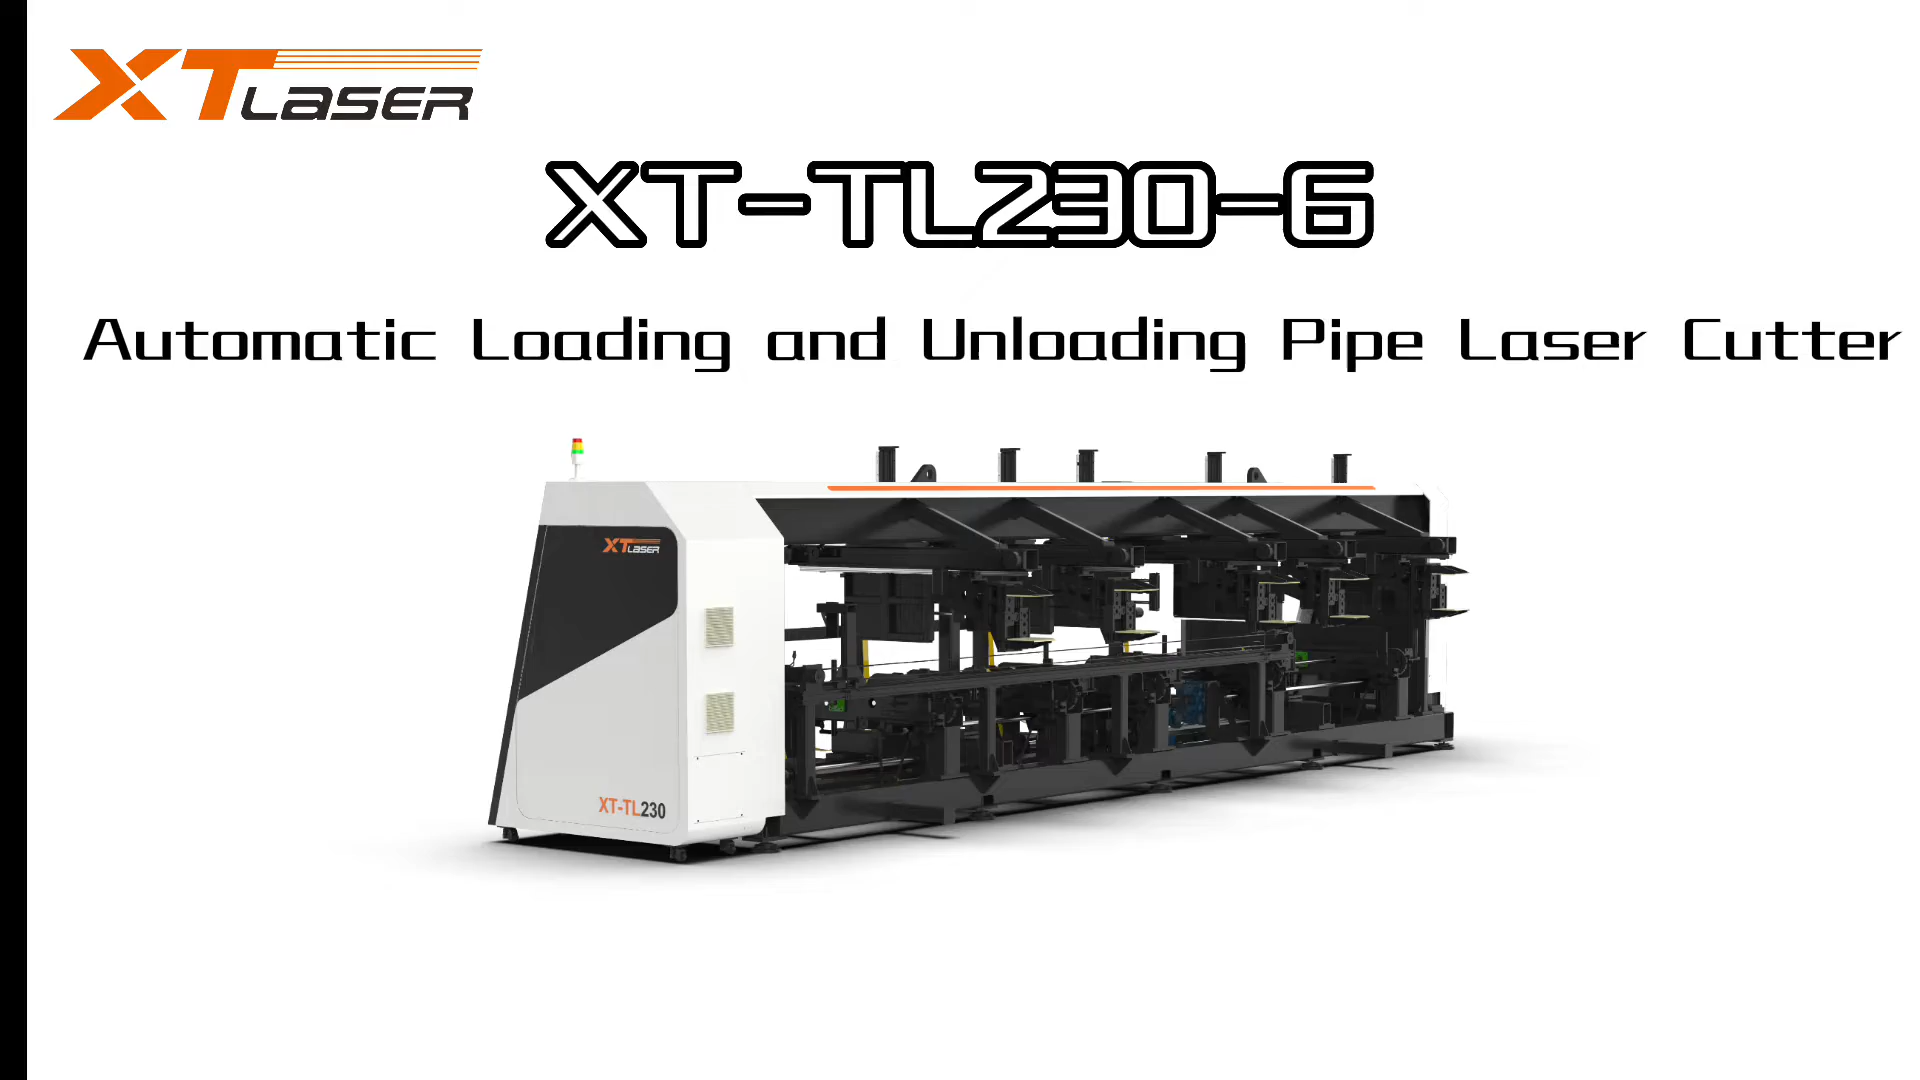 XT LASER
XT-TL230-6
Automatic Loading and Unloading Pipe Laser Cutter
XT LASER
XT-TL230